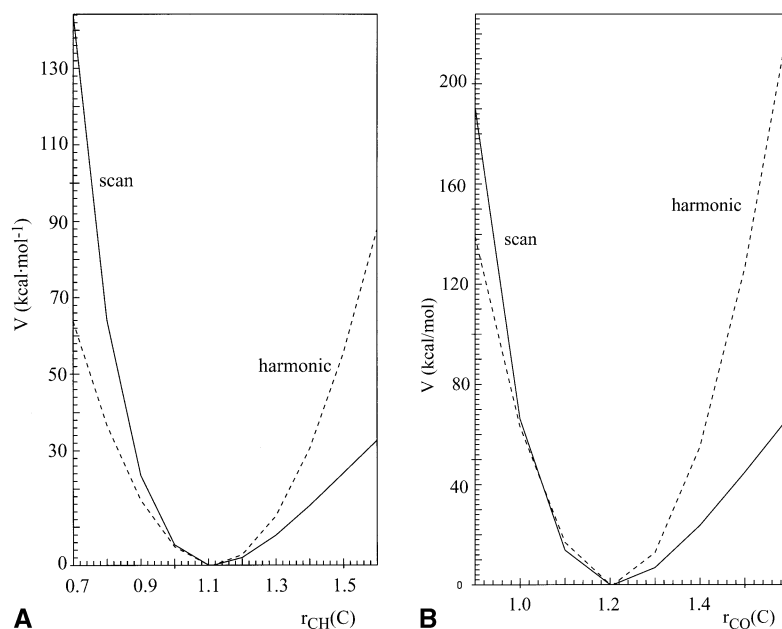 130
110
90
70
50
30
0
V (kcal·mol-1)
scan
harmonic
0.7 0.9 1.1 1.3 1.5
A
rCH(C)
200
160
120
80
40
0
V (kcal/mol)
scan
harmonic
1.0 1.2 1.4
B
rCO(C)